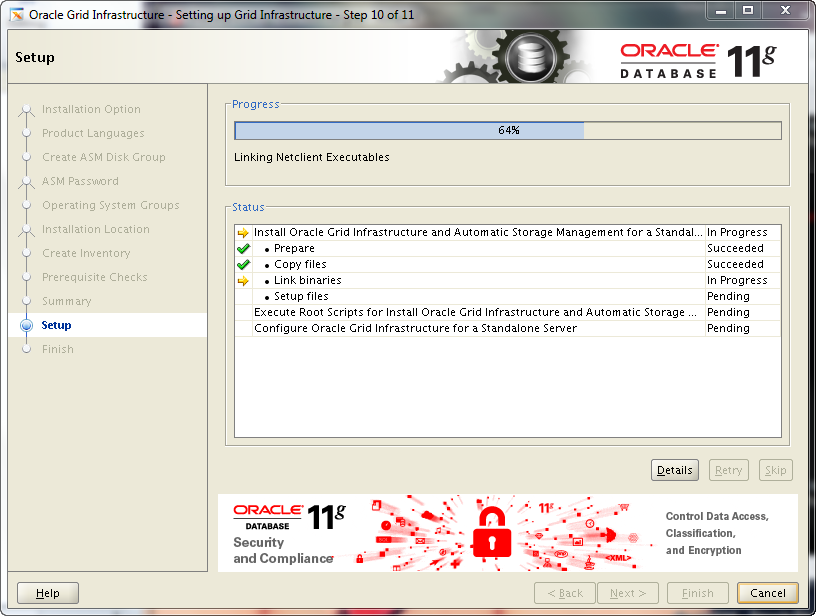 Oracle Grid Infrastructure - Setting up Grid Infrastructure - Step 10 of 11
Setup
ORACLE
DATABASE 11g
Installation Option
Product Languages
Create ASM Disk Group
ASM Password
Operating System Groups
Installation Location
Create Inventory
Prerequisite Checks
Summary
Setup
Finish
Progress
64%
Linking Netclient Executables
Status
Install Oracle Grid Infrastructure and Automatic Storage Management for a Standal... In Progress
• Prepare Succeeded
• Copy files Succeeded
• Link binaries In Progress
• Setup files Pending
Execute Root Scripts for Install Oracle Grid Infrastructure and Automatic Storage ... Pending
Configure Oracle Grid Infrastructure for a Standalone Server Pending
Details Retry Skip
ORACLE
DATABASE 11g
Security
and Compliance
11g
<XML>
Control Data Access,
Classification,
and Encryption
Help < Back Next > Finish Cancel